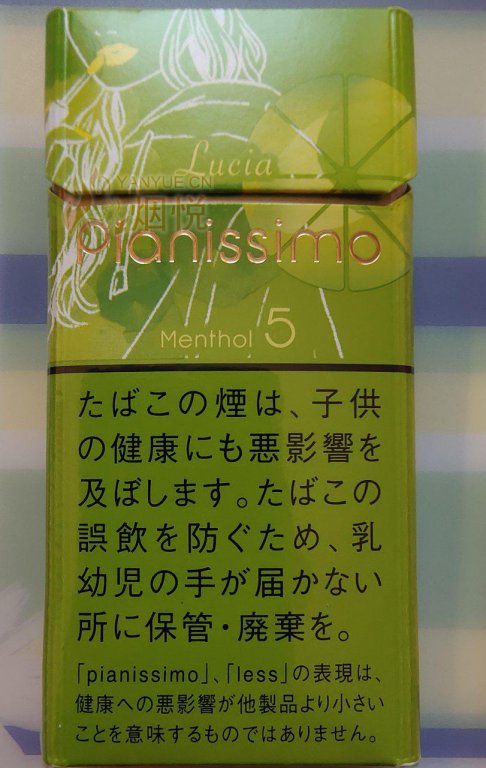 Lucia
YANYUE.CN
烟悦
pianissimo
Menthol 5
たばこの煙は、子供
の健康にも悪影響を
及ぼします。たばこの
誤飲を防ぐため、乳
幼児の手が届かない
所に保管・廃棄を。
「pianissimo」、「less」の表現は、
健康への悪影響が他製品より小さい
ことを意味するものではありません。